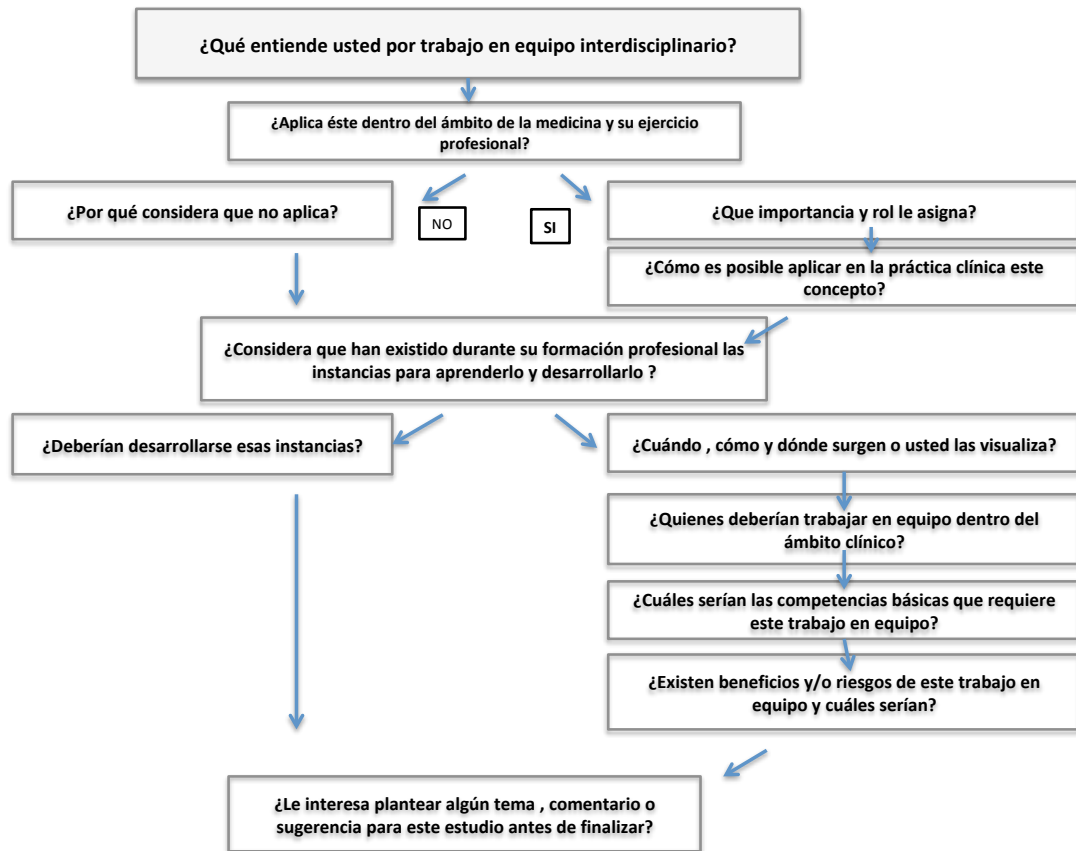 ¿Qué entiende usted por trabajo en equipo interdisciplinario?
¿Aplica éste dentro del ámbito de la medicina y su ejercicio
profesional?
¿Por qué considera que no aplica?
NO
SI
¿Que importancia y rol le asigna?
¿Cómo es posible aplicar en la práctica clínica este
concepto?
¿Considera que han existido durante su formación profesional las
instancias para aprenderlo y desarrollarlo ?
¿Deberían desarrollarse esas instancias?
¿Cuándo , cómo y dónde surgen o usted las visualiza?
¿Quienes deberían trabajar en equipo dentro del
ámbito clínico?
¿Cuáles serían las competencias básicas que requiere
este trabajo en equipo?
¿Existen beneficios y/o riesgos de este trabajo en
equipo y cuáles serían?
¿Le interesa plantear algún tema , comentario o
sugerencia para este estudio antes de finalizar?